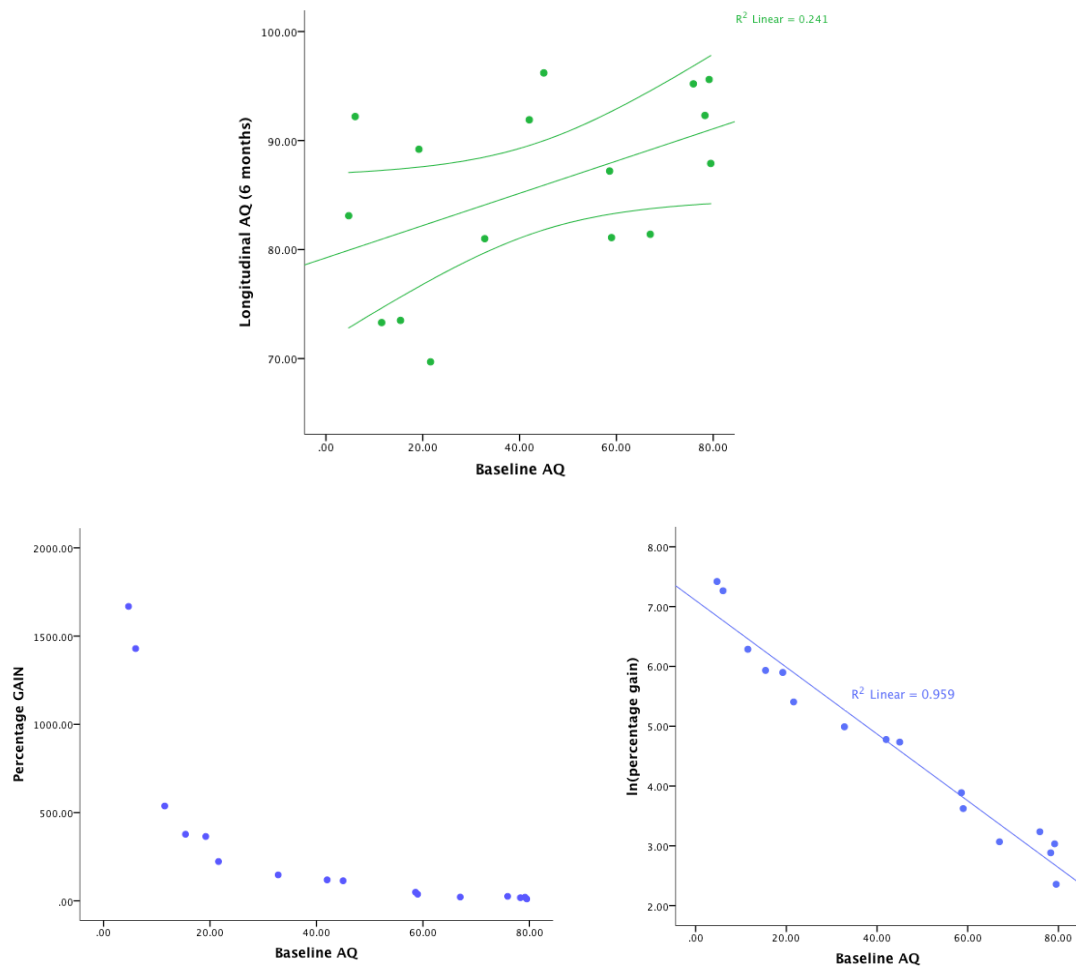 R² Linear = 0.241
Longitudinal AQ (6 months)
100.00
90.00
80.00
70.00
.00 20.00 40.00 60.00 80.00
Baseline AQ
Percentage GAIN
2000.00
1500.00
1000.00
500.00
.00
.00 20.00 40.00 60.00 80.00
Baseline AQ
ln(percentage gain)
8.00
7.00
6.00
5.00
4.00
3.00
2.00
R² Linear = 0.959
.00 20.00 40.00 60.00 80.00
Baseline AQ